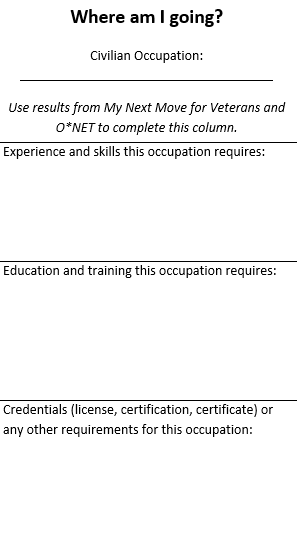 Where am I going?
Civilian Occupation:
Use results from My Next Move for Veterans and
O*NET to complete this column.
Experience and skills this occupation requires:
Education and training this occupation requires:
Credentials (license, certification, certificate) or
any other requirements for this occupation: